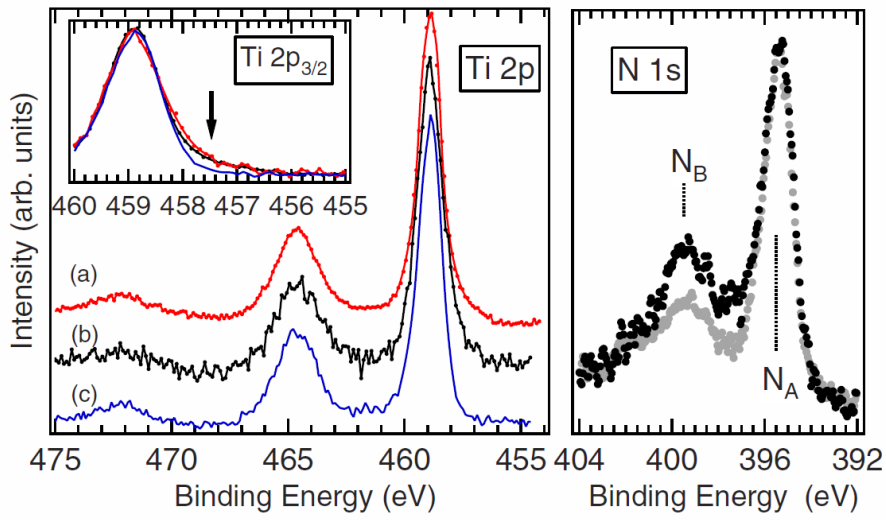 Ti 2p3/2
460 459 458 457 456 455
Ti 2p
(a)
(b)
(c)
475 470 465 460 455
Binding Energy (eV)
Intensity (arb. units)
N 1s
NB
NA
404 400 396 392
Binding Energy (eV)